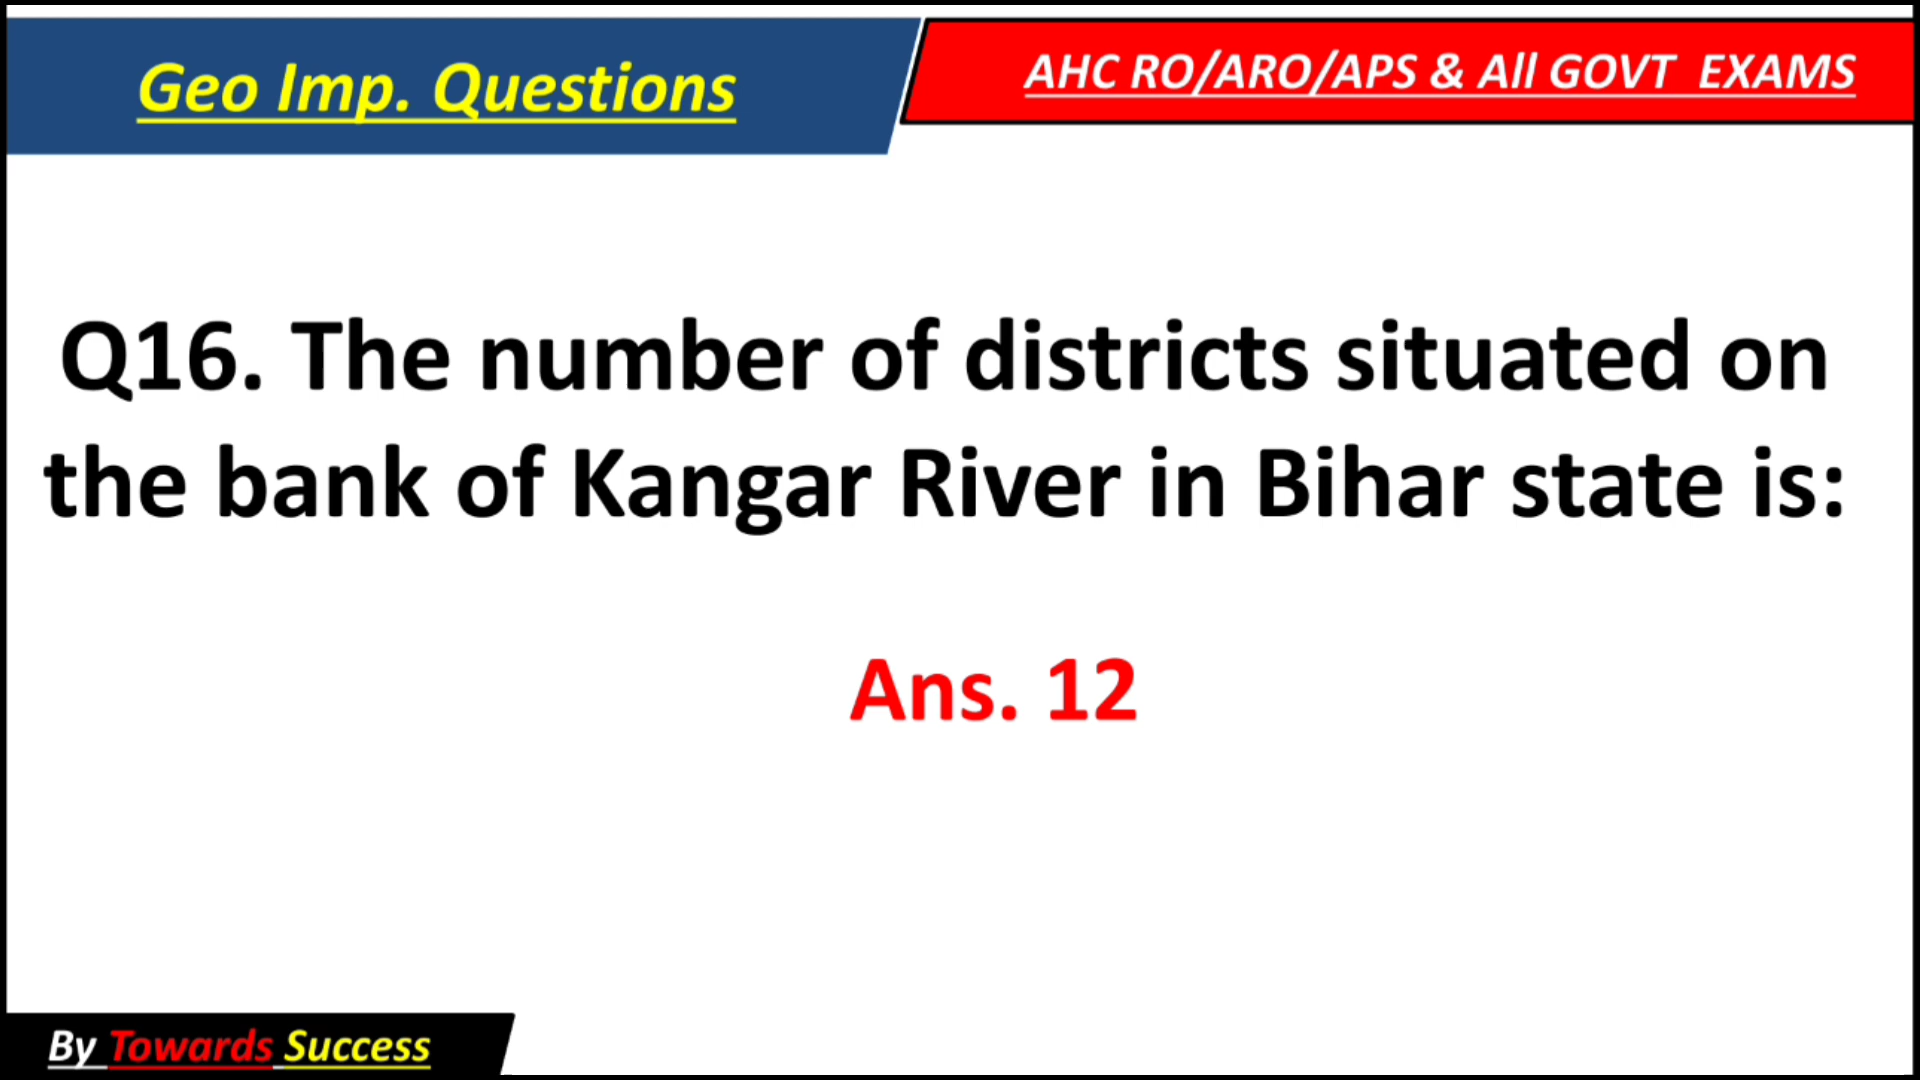 Geo Imp. Questions
AHC RO/ARO/APS & All GOVT EXAMS
Q16. The number of districts situated on
the bank of Kangar River in Bihar state is:
Ans. 12
By Towards Success